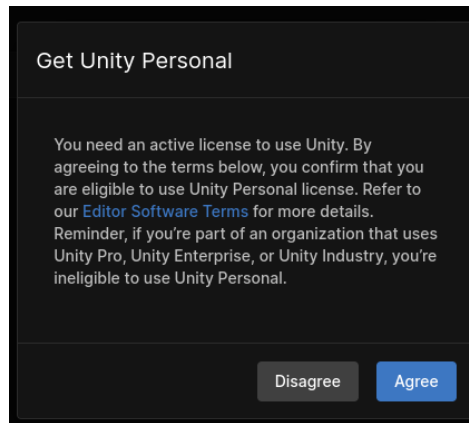 Get Unity Personal
You need an active license to use Unity. By
agreeing to the terms below, you confirm that you
are eligible to use Unity Personal license. Refer to
our Editor Software Terms for more details.
Reminder, if you’re part of an organization that uses
Unity Pro, Unity Enterprise, or Unity Industry, you’re
ineligible to use Unity Personal.
Disagree
Agree